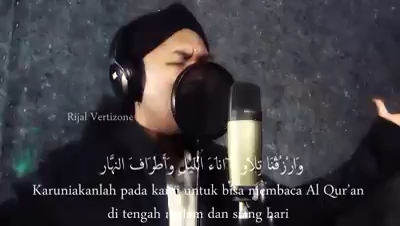 Rijal Vertizone
وَارْزُقْنَا تِلَاوَ اٰنَاءَ اللَّيْلِ وَأَطْرَافَ النَّهَارِ
Karuniakanlah pada kami untuk bisa membaca Al Qur'an
di tengah malam dan siang hari